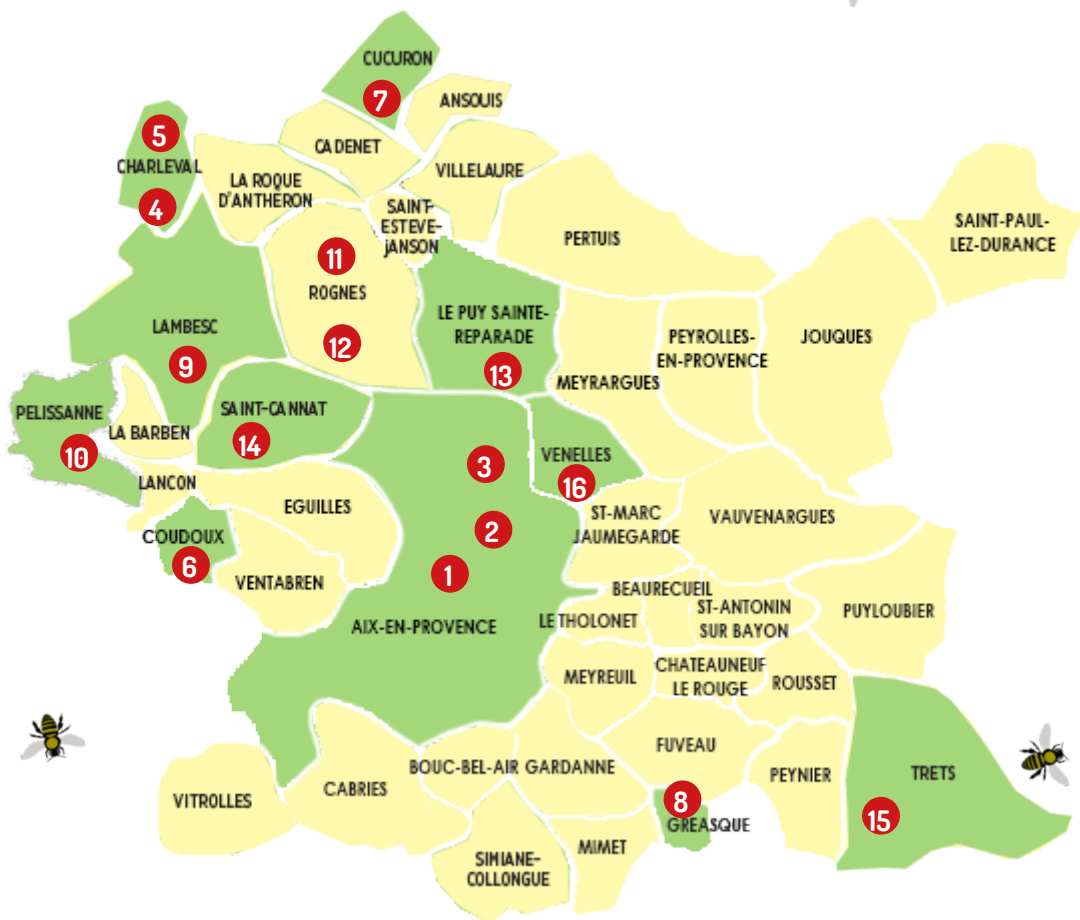 CUCURON
7
ANSOUIS
5
CADENET
CHARLEVAL
VILLELAURE
LA ROQUE
D'ANTHERON
4
SAINT-
ESTEVE-
jANSON
PERTUIS
SAINT-PAUL-
LEZ-DURANCE
11
ROGNES
12
LAMBESC
9
LE PUY SAINTE-
REPARADE
13
PEYROLLES-
EN-PROVENCE
JOUQUES
MEYRARGUES
PELISSANNE
10
LA BARBEN
SAINT-CANNAT
14
3
VENELLES
16
LANCON
EGUILLES
2
ST-MARC
JAUMEGARDE
VAUVENARGUES
COUDOUX
6
VENTABREN
1
AIX-EN-PROVENCE
BEAURECUEIL
LE THOLONET
ST-ANTONIN
SUR BAYON
PUYLOUBIER
MEYREUIL
CHATEAUNEUF
LE ROUGE
ROUSSET
FUVEAU
BOUC-BEL-AIR
GARDANNE
PEYNIER
TRETS
15
VITROLLES
CABRIES
8
GREASQUE
MIMET
SIMIANE-
COLLONGUE